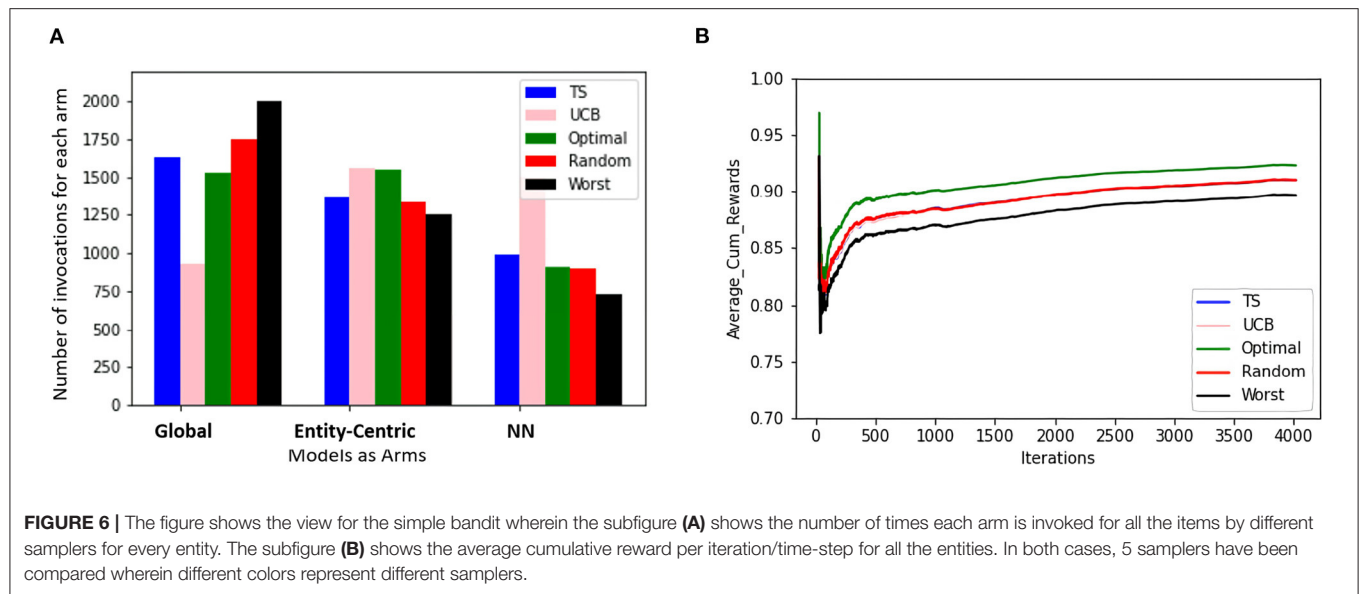 A
Number of invocations for each arm
2000
1750
1500
1250
1000
750
500
250
0
TS
UCB
Optimal
Random
Worst
Global
Entity-Centric
NN
Models as Arms
B
Average_Cum_Rewards
1.00
0.95
0.90
0.85
0.80
0.75
0.70
TS
UCB
Optimal
Random
Worst
0 500 1000 1500 2000 2500 3000 3500 4000
Iterations
FIGURE 6 | The figure shows the view for the simple bandit wherein the subfigure (A) shows the number of times each arm is invoked for all the items by different
samplers for every entity. The subfigure (B) shows the average cumulative reward per iteration/time-step for all the entities. In both cases, 5 samplers have been
compared wherein different colors represent different samplers.